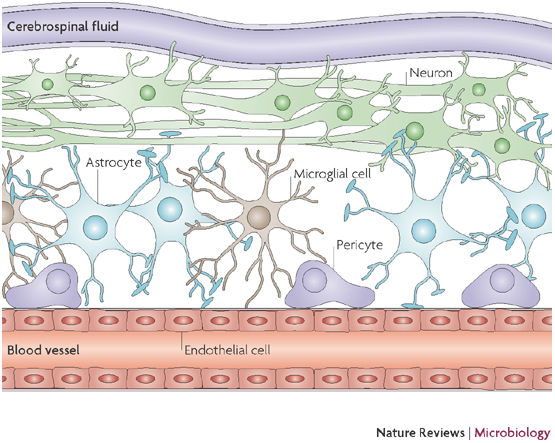 Cerebrospinal fluid
Neuron
Astrocyte
Microglial cell
Pericyte
Blood vessel
Endothelial cell
Nature Reviews | Microbiology